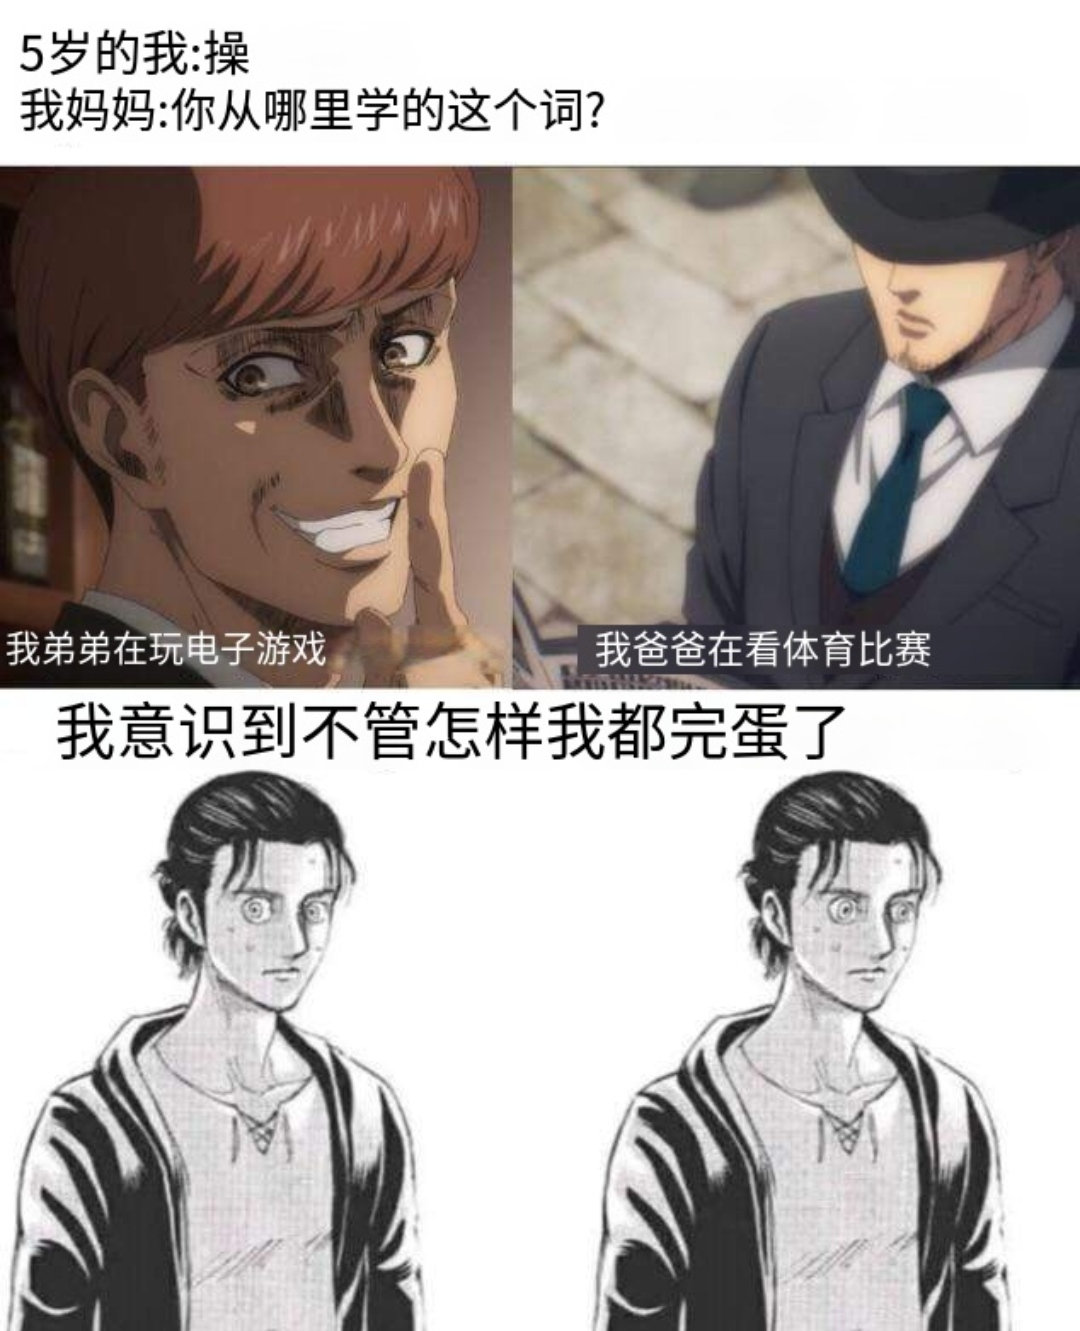 5岁的我:操
我妈妈:你从哪里学的这个词?
我弟弟在玩电子游戏
我爸爸在看体育比赛
我意识到不管怎样我都完蛋了